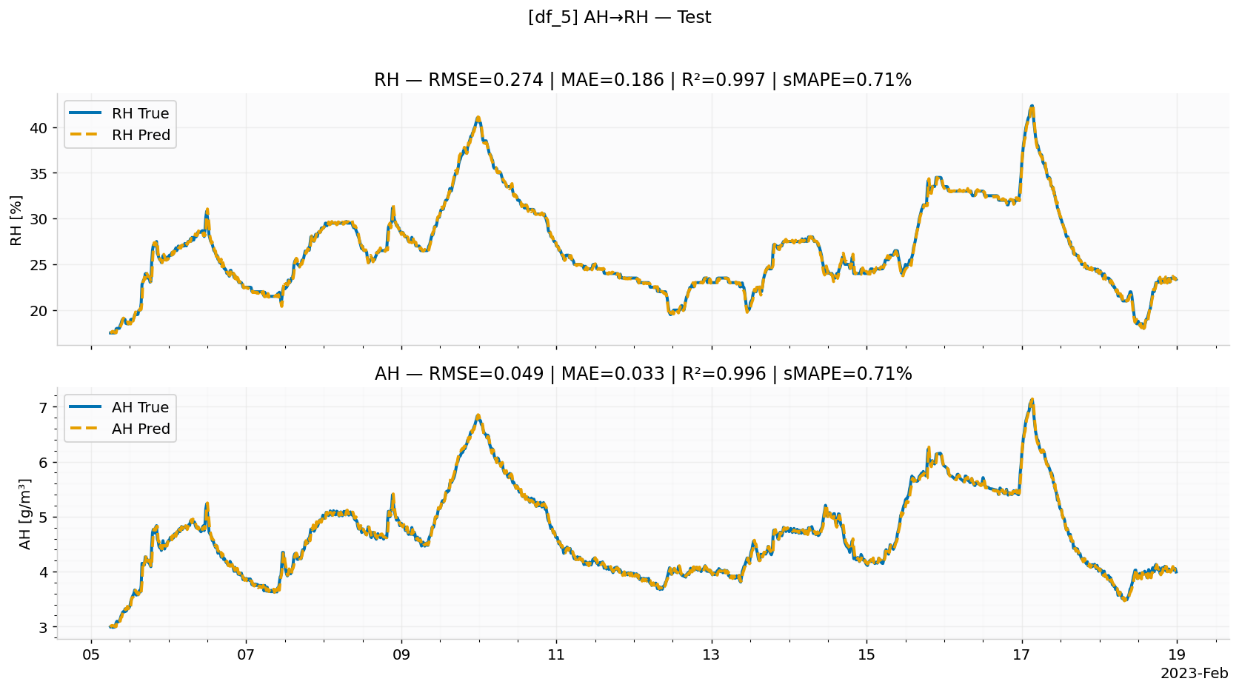 [df_5] AH→RH — Test
RH — RMSE=0.274 | MAE=0.186 | R²=0.997 | sMAPE=0.71%
RH True
RH Pred
RH [%]
40
35
30
25
20
AH — RMSE=0.049 | MAE=0.033 | R²=0.996 | sMAPE=0.71%
AH True
AH Pred
AH [g/m³]
7
6
5
4
3
05 07 09 11 13 15 17 19
2023-Feb